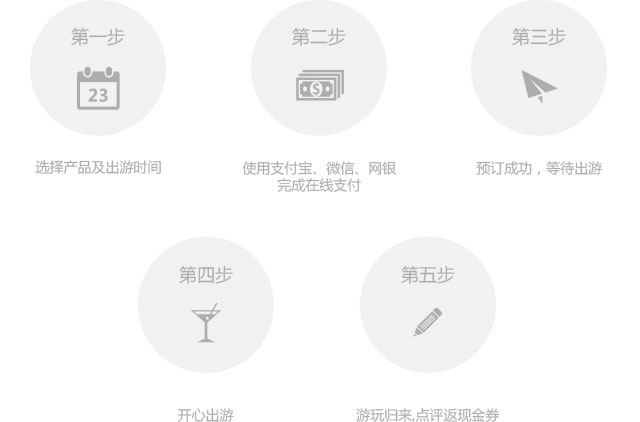 第一步
第二步
第三步
23
选择产品及出游时间
使用支付宝、微信、网银
完成在线支付
预订成功，等待出游
第四步
第五步
开心出游
游玩归来,点评返现金券